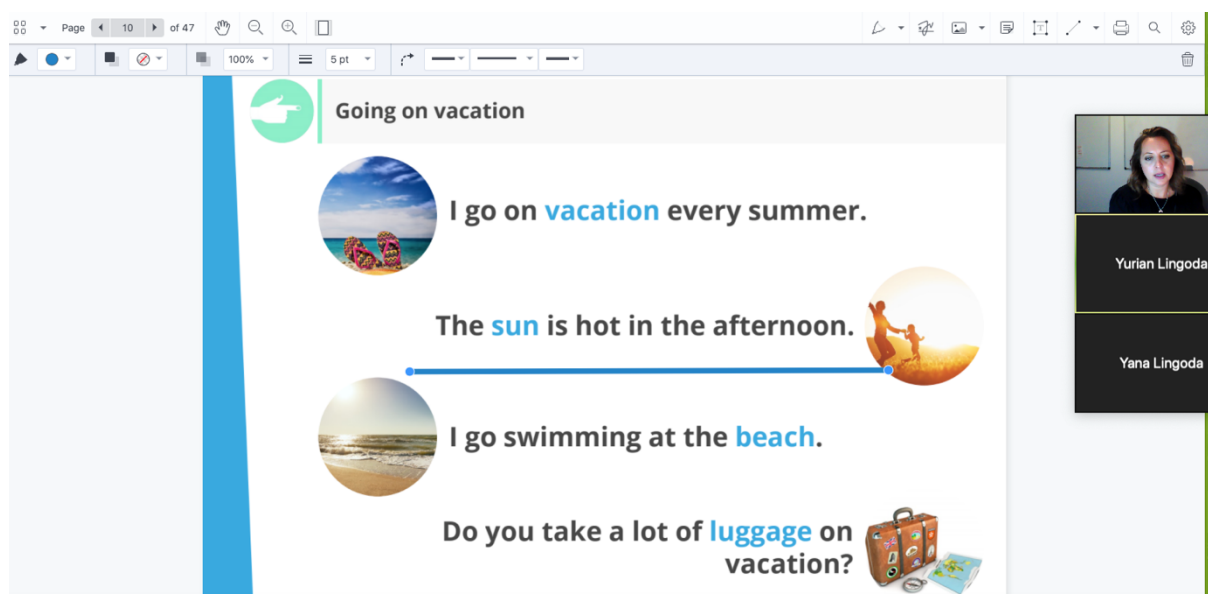 Page 10 of 47
100% 5 pt
Going on vacation
I go on vacation every summer.
The sun is hot in the afternoon.
I go swimming at the beach.
Do you take a lot of luggage on
vacation?
Yurian Lingoda
Yana Lingoda